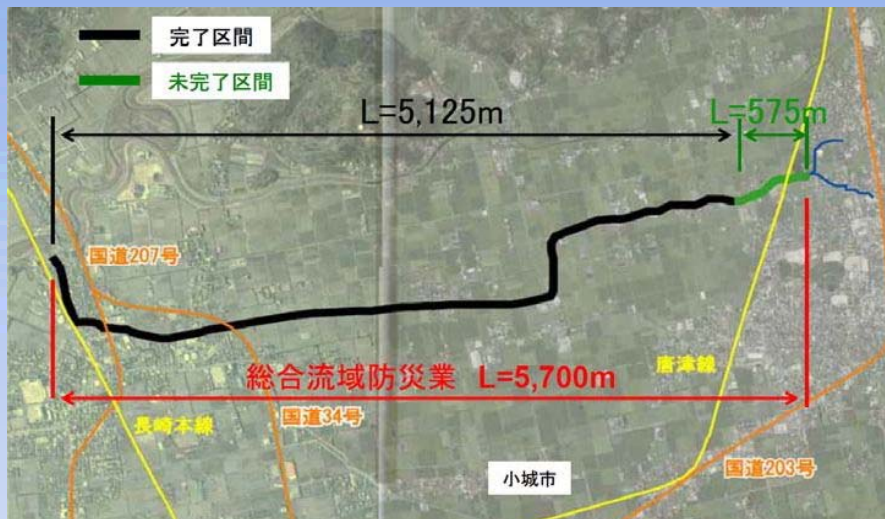 完了区間
未完了区間
L=5,125m
L=575m
国道207号
総合流域防災業 L=5,700m
唐津線
長崎本線
国道34号
小城市
国道203号